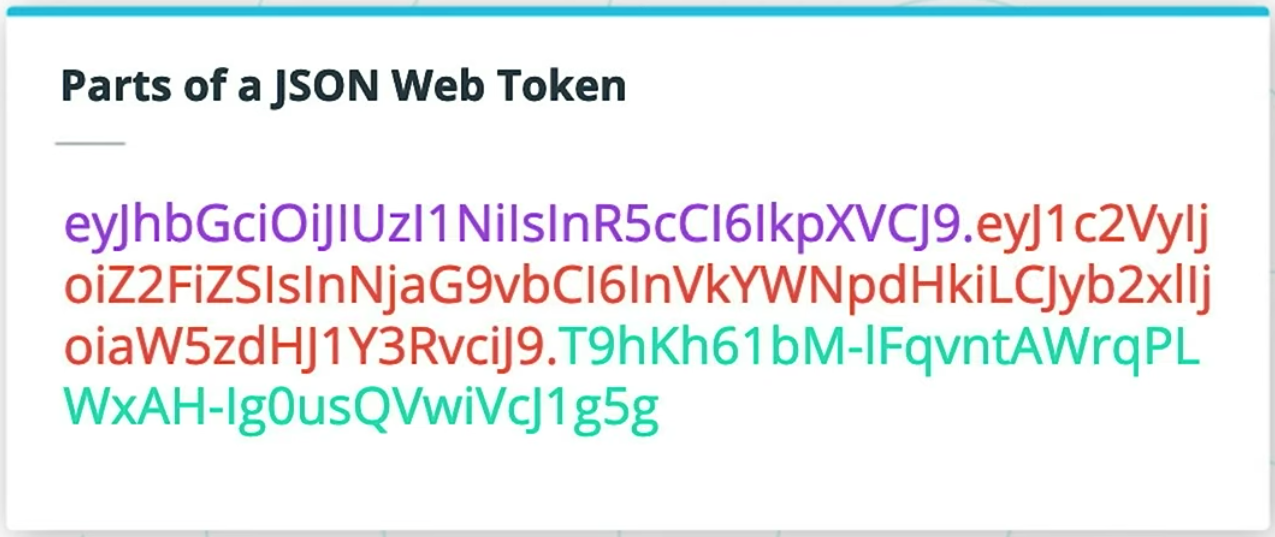 Parts of a JSON Web Token
eyJhbGciOiJIUzI1NiIsInR5cCI6IkpXVCJ9.eyJ1c2VyIj
oiZ2FiZSIsInNjaG9vbCI6InVkYWNpdHkiLCJyb2xlIj
oiaW5zdHJ1Y3RvciJ9.T9hKh61bM-lFqvntAWrqPL
WxAH-Ig0usQVwiVcJ1g5g